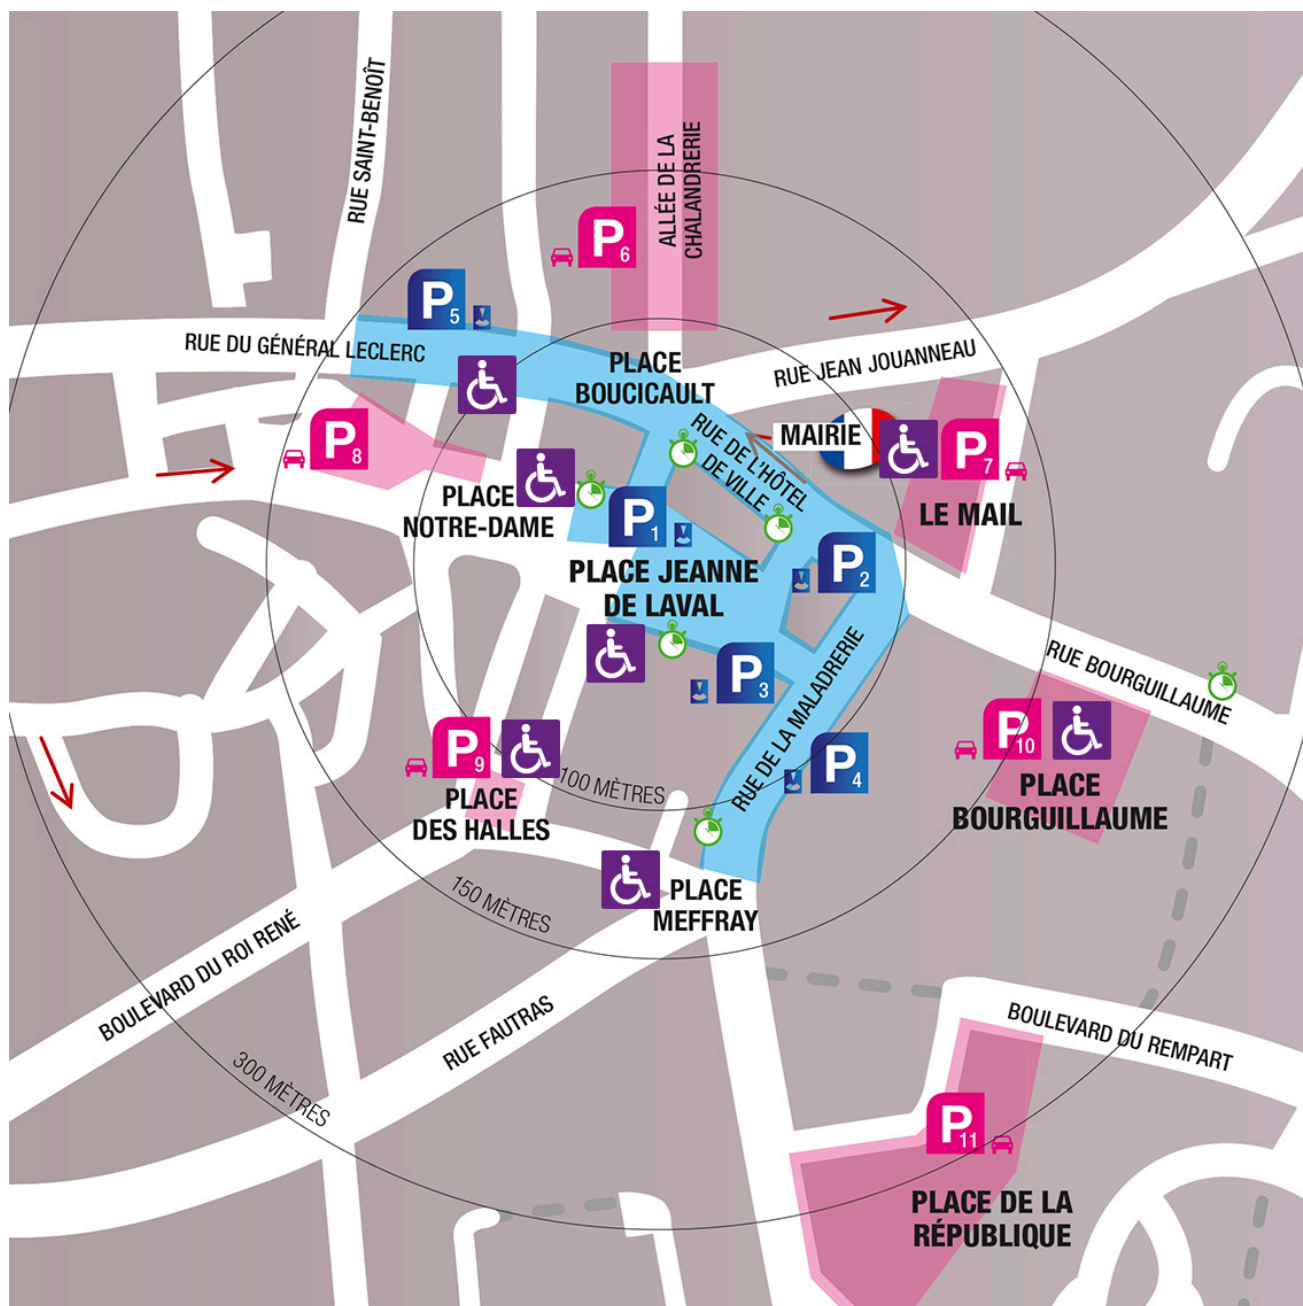 RUE SAINT-BENOÎT
ALLÉE DE LA
CHALANDRERIE
P6
P5
RUE DU GÉNÉRAL LECLERC
PLACE
BOUCICAULT
RUE JEAN JOUANNEAU
P8
RUE DE L'HÔTEL
DE VILLE
MAIRIE
P7
LE MAIL
PLACE
NOTRE-DAME
P1
PLACE JEANNE
DE LAVAL
P2
P3
RUE DE LA MALADRERIE
RUE BOURGUILLAUME
P9
PLACE
DES HALLES
100 MÈTRES
P4
P10
PLACE
BOURGUILLAUME
150 MÈTRES
PLACE
MEFFRAY
BOULEVARD DU ROI RENÉ
RUE FAUTRAS
300 MÈTRES
BOULEVARD DU REMPART
P11
PLACE DE LA
RÉPUBLIQUE